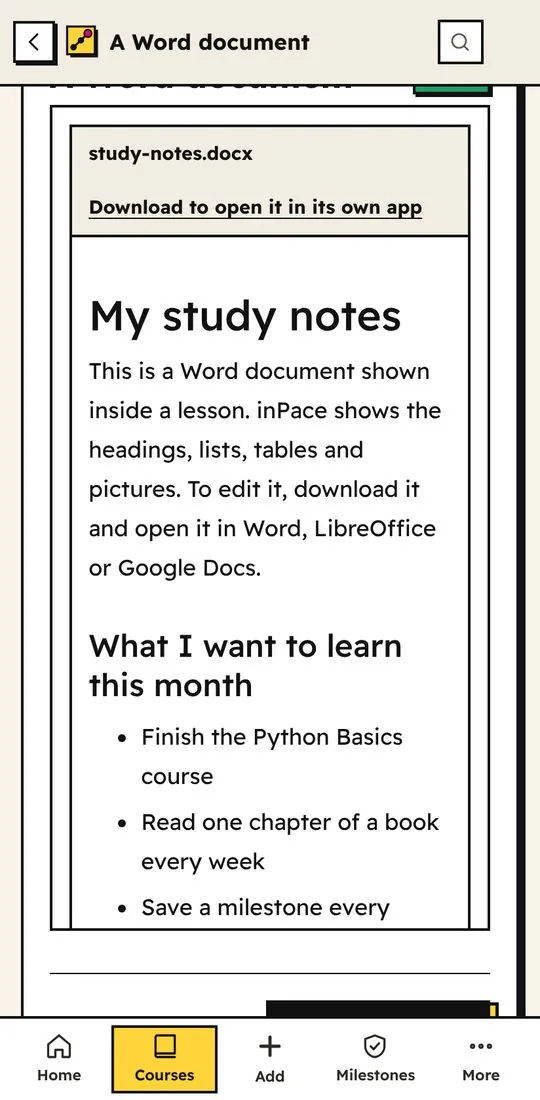 A Word document
study-notes.docx
Download to open it in its own app
My study notes
This is a Word document shown
inside a lesson. inPace shows the
headings, lists, tables and
pictures. To edit it, download it
and open it in Word, LibreOffice
or Google Docs.
What I want to learn
this month
• Finish the Python Basics
course
• Read one chapter of a book
every week
• Save a milestone every
Home
Courses
Add
Milestones
More